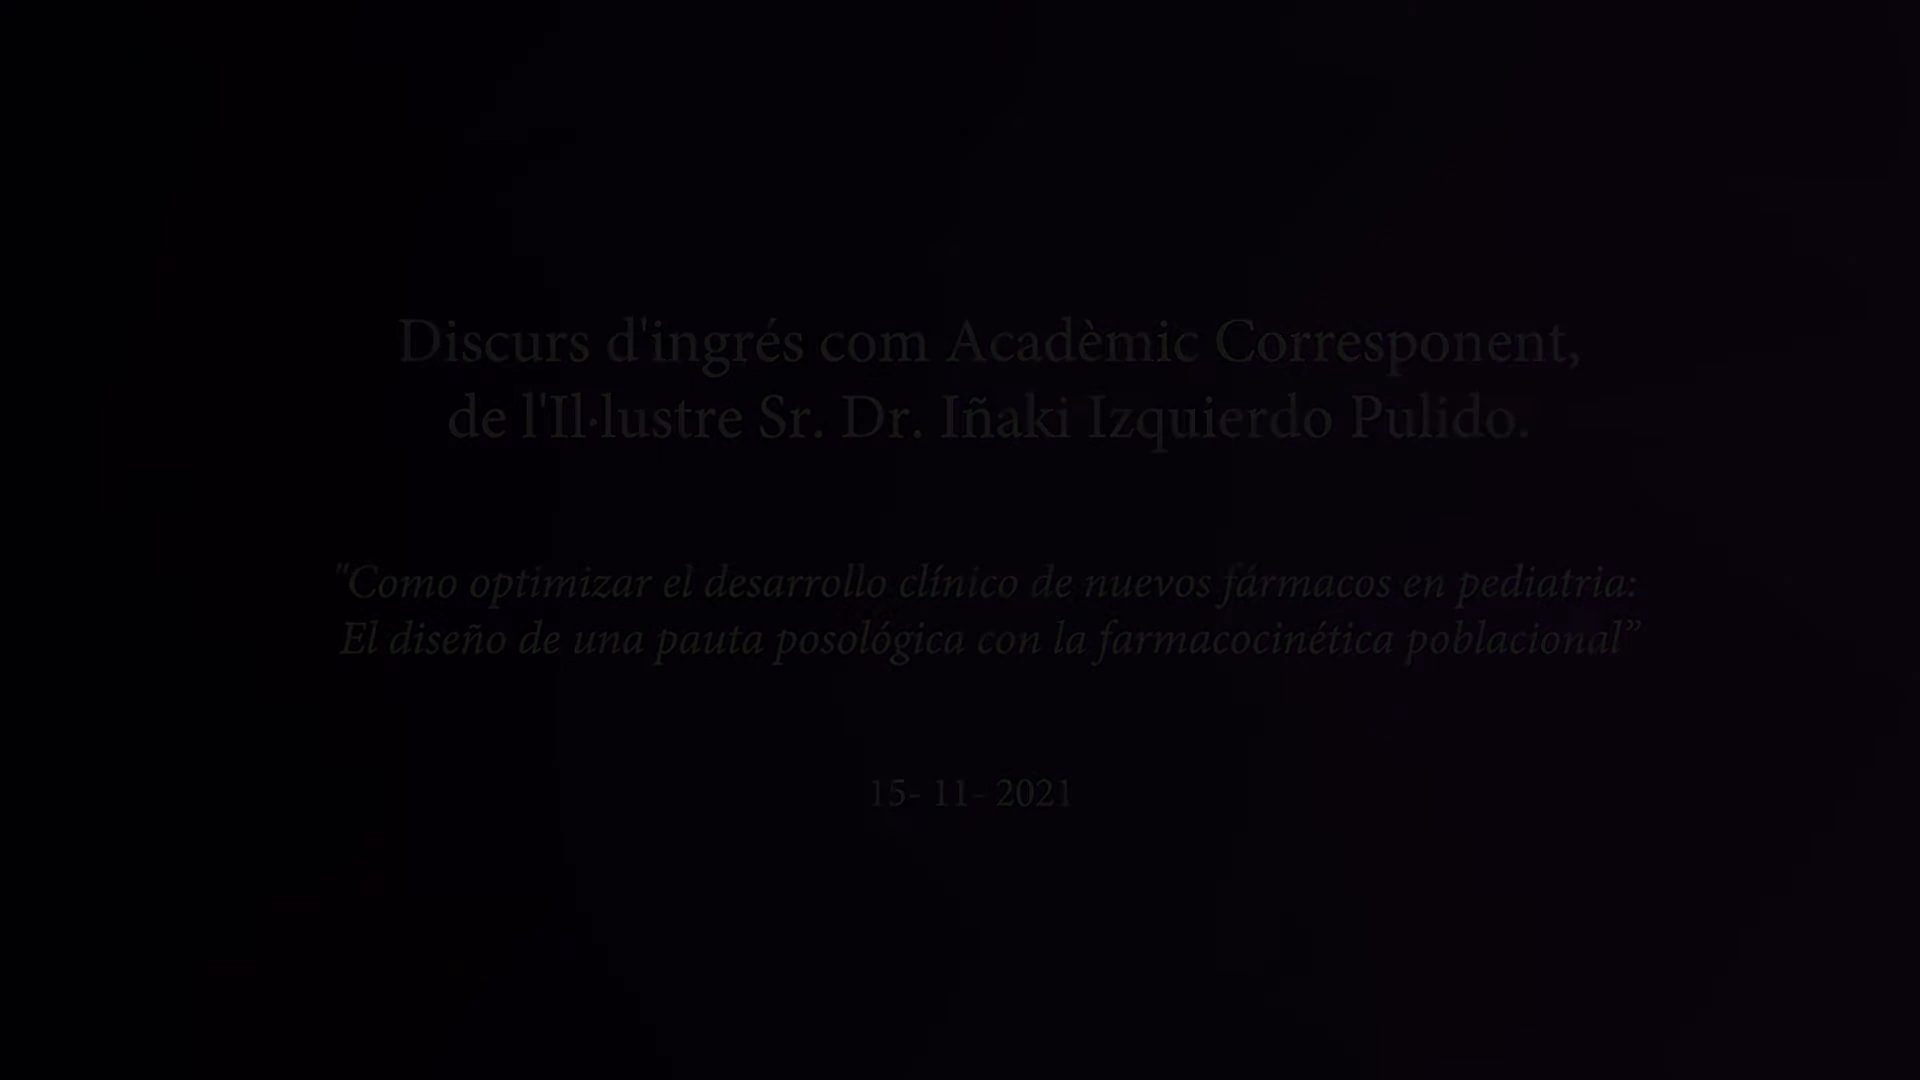 Discurs d'ingrés com Acadèmic Corresponent,
de l'Il·lustre Sr. Dr. Iñaki Izquierdo Pulido.
"Como optimizar el desarrollo clínico de nuevos fármacos en pediatria:
El diseño de una pauta posológica con la farmacocinética poblacional”
15- 11- 2021